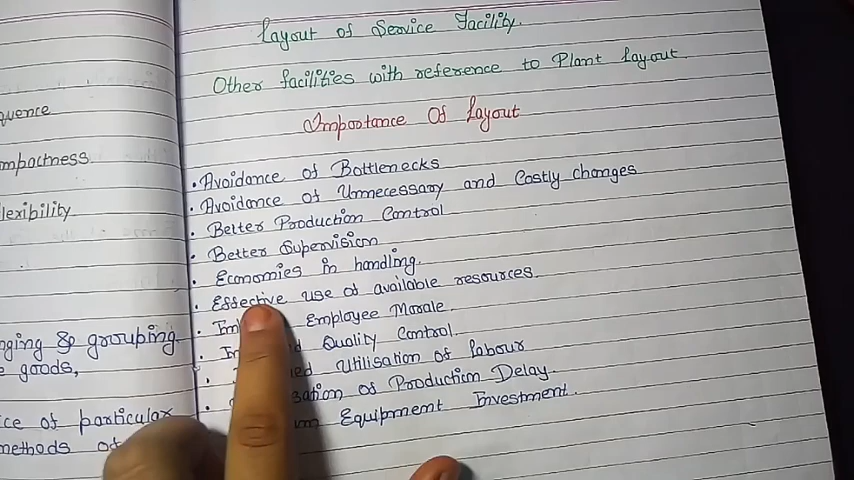 quence
mpactness
lexibility
nging & grouping
e goods,
ce of particular
methods of
Layout of Service Facility.
Other facilities with reference to Plant Layout
Importance Of Layout
• Avoidance of Bottlenecks
• Avoidance of Unnecessary and Costly changes
• Better Production Control
• Better Supervision
• Economies in handling.
• Effective use of available resources.
• Employee Morale
• Quality Control
• Utilisation of labour
• of Production Delay.
Equipment Investment.